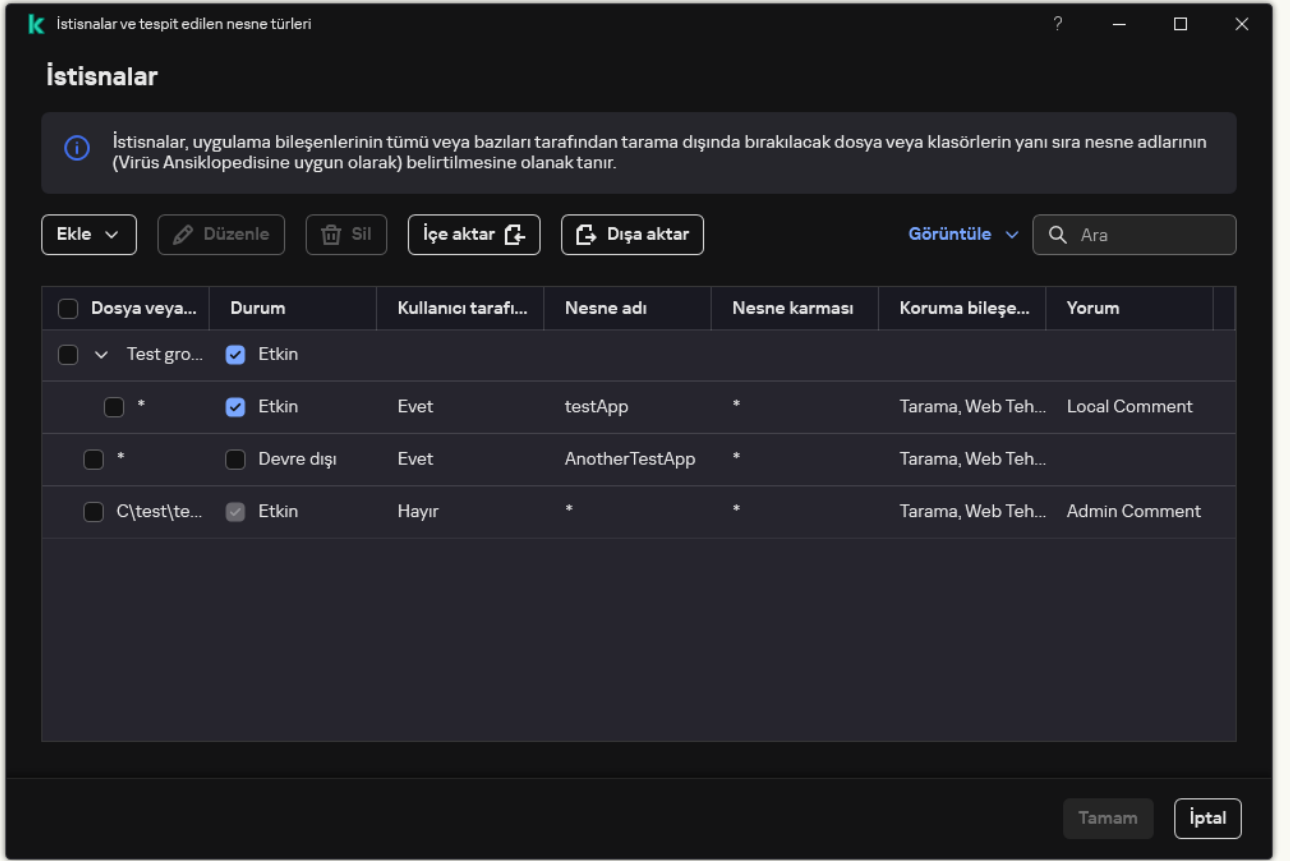 İstisnalar ve tespit edilen nesne türleri
İstisnalar
İstisnalar, uygulama bileşenlerinin tümü veya bazıları tarafından tarama dışında bırakılacak dosya veya klasörlerin yanı sıra nesne adlarının
(Virüs Ansiklopedisine uygun olarak) belirtilmesine olanak tanır.
Ekle Düzenle Sil İçe aktar Dışa aktar Görüntüle Ara
Dosya veya... Durum Kullanıcı tarafı... Nesne adı Nesne karması Koruma bileşe... Yorum
Test gro... Etkin
* Etkin Evet testApp * Tarama, Web Teh... Local Comment
* Devre dışı Evet AnotherTestApp * Tarama, Web Teh...
C\test\te... Etkin Hayır * * Tarama, Web Teh... Admin Comment
Tamam İptal